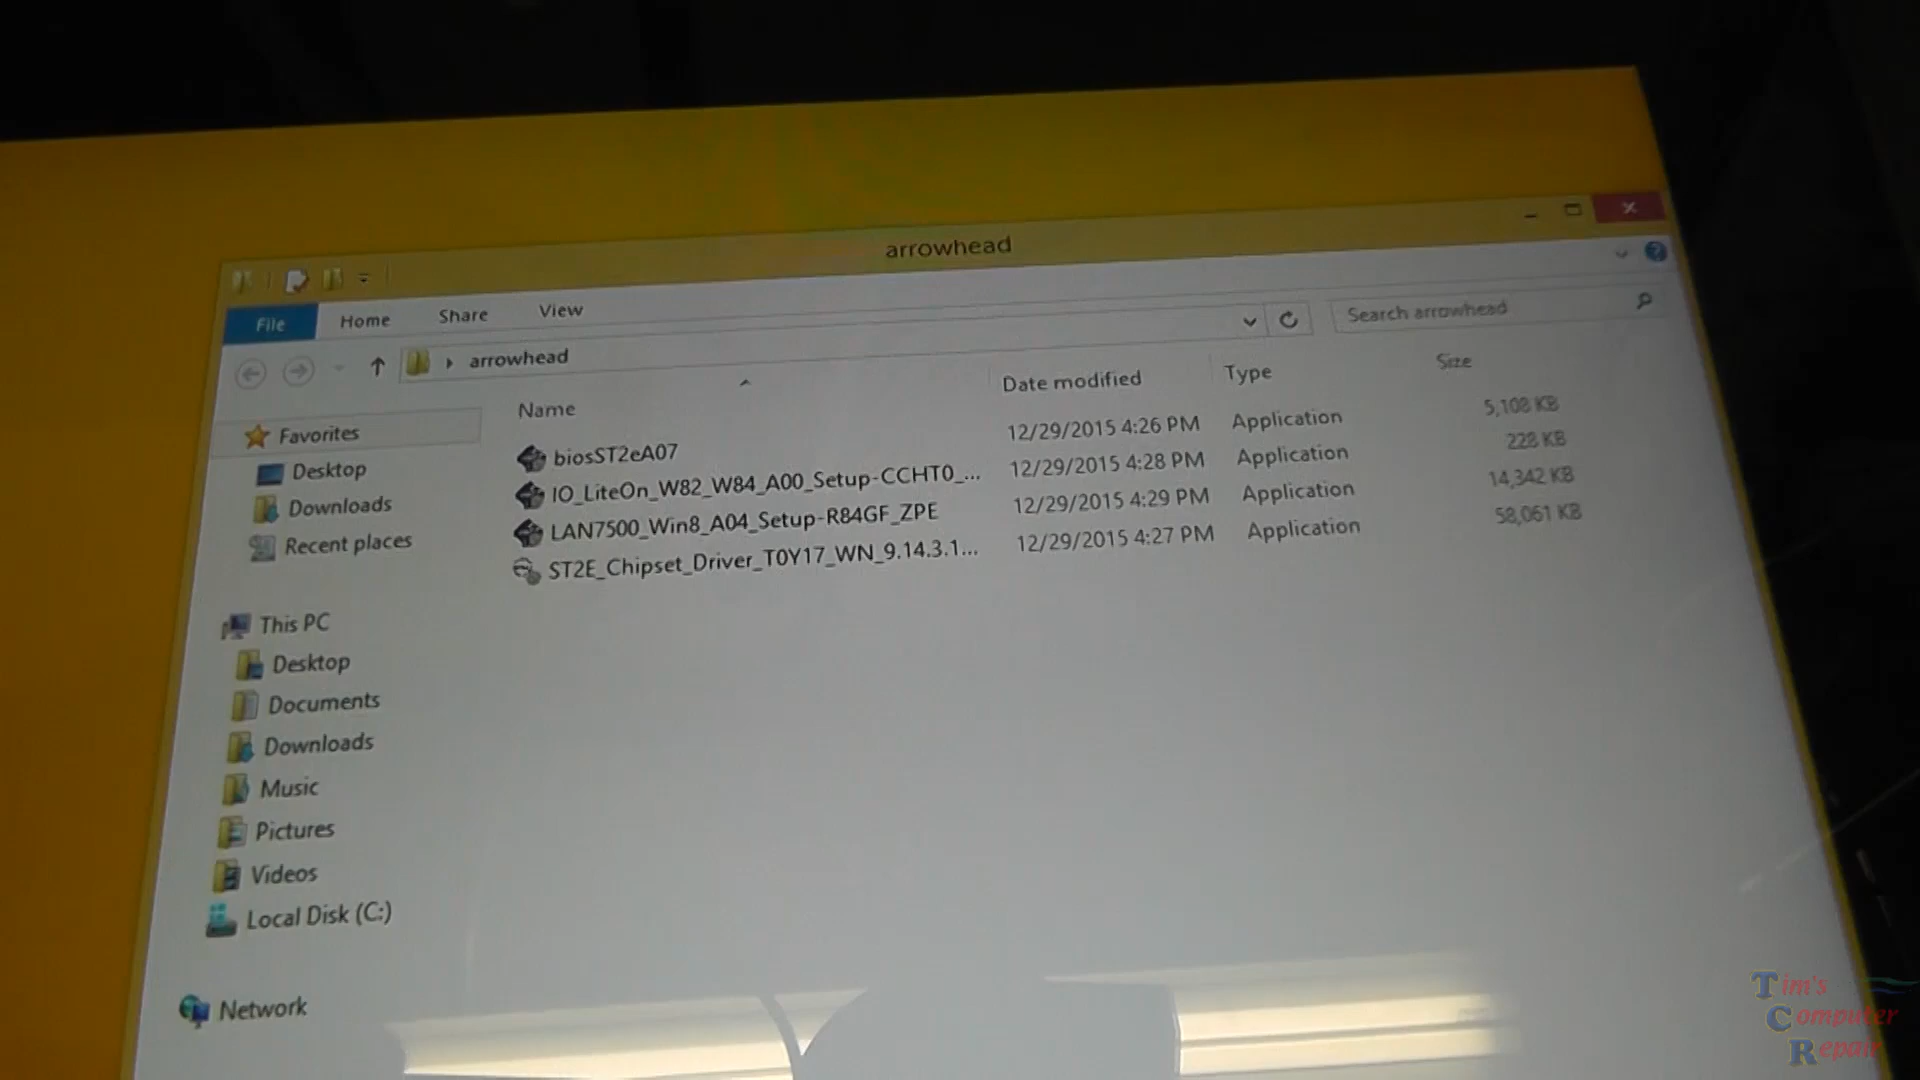 arrowhead
File Home Share View
arrowhead
Search arrowhead
Name Date modified Type Size
biosST2eA07 12/29/2015 4:26 PM Application 5,108 KB
IO_LiteOn_W82_W84_A00_Setup-CCHT0_... 12/29/2015 4:28 PM Application 228 KB
LAN7500_Win8_A04_Setup-R84GF_ZPE 12/29/2015 4:29 PM Application 14,342 KB
ST2E_Chipset_Driver_T0Y17_WN_9.14.3.1... 12/29/2015 4:27 PM Application 58,061 KB
Favorites
Desktop
Downloads
Recent places
This PC
Desktop
Documents
Downloads
Music
Pictures
Videos
Local Disk (C:)
Network
Tim's
Computer
Repair